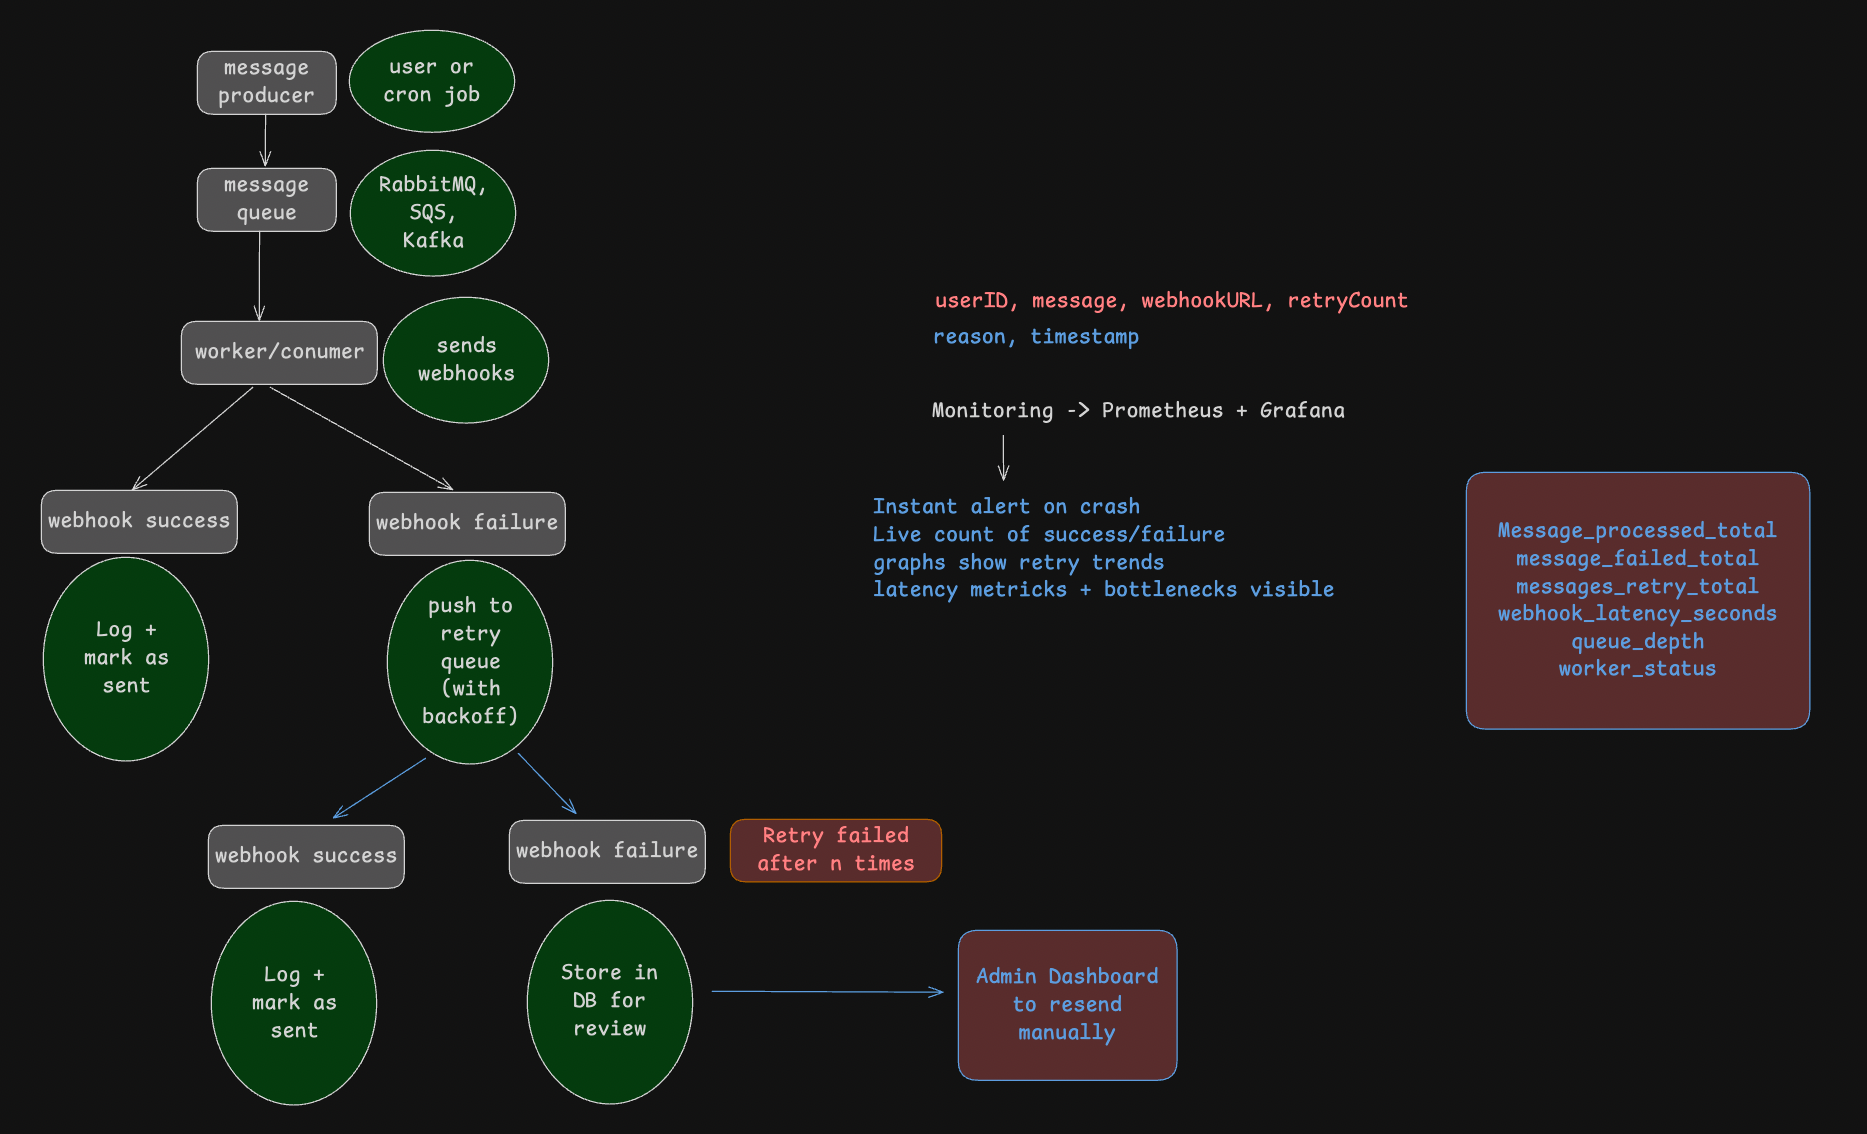 message
producer
user or
cron job
message
queue
RabbitMQ,
SQS,
Kafka
worker/conumer
sends
webhooks
userID, message, webhookURL, retryCount
reason, timestamp
Monitoring -> Prometheus + Grafana
Instant alert on crash
Live count of success/failure
graphs show retry trends
latency metricks + bottlenecks visible
Message_processed_total
message_failed_total
messages_retry_total
webhook_latency_seconds
queue_depth
worker_status
webhook success
webhook failure
Log +
mark as
sent
push to
retry
queue
(with
backoff)
webhook success
webhook failure
Retry failed
after n times
Log +
mark as
sent
Store in
DB for
review
Admin Dashboard
to resend
manually